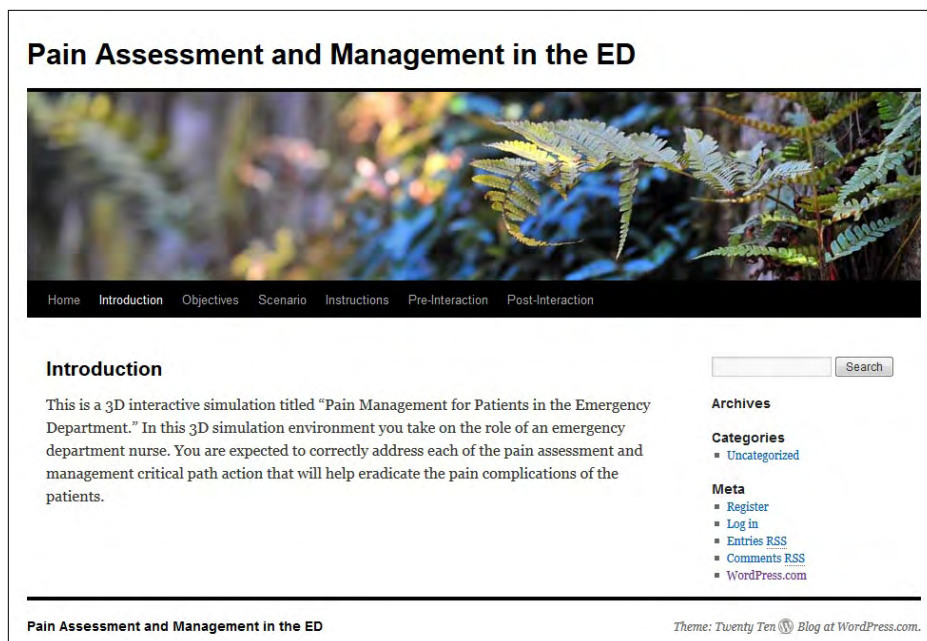 Pain Assessment and Management in the ED
Home Introduction Objectives Scenario Instructions Pre-Interaction Post-Interaction
Introduction
This is a 3D interactive simulation titled “Pain Management for Patients in the Emergency
Department.” In this 3D simulation environment you take on the role of an emergency
department nurse. You are expected to correctly address each of the pain assessment and
management critical path action that will help eradicate the pain complications of the
patients.
Search
Archives
Categories
Uncategorized
Meta
Register
Log in
Entries RSS
Comments RSS
WordPress.com
Pain Assessment and Management in the ED
Theme: Twenty Ten Blog at WordPress.com.